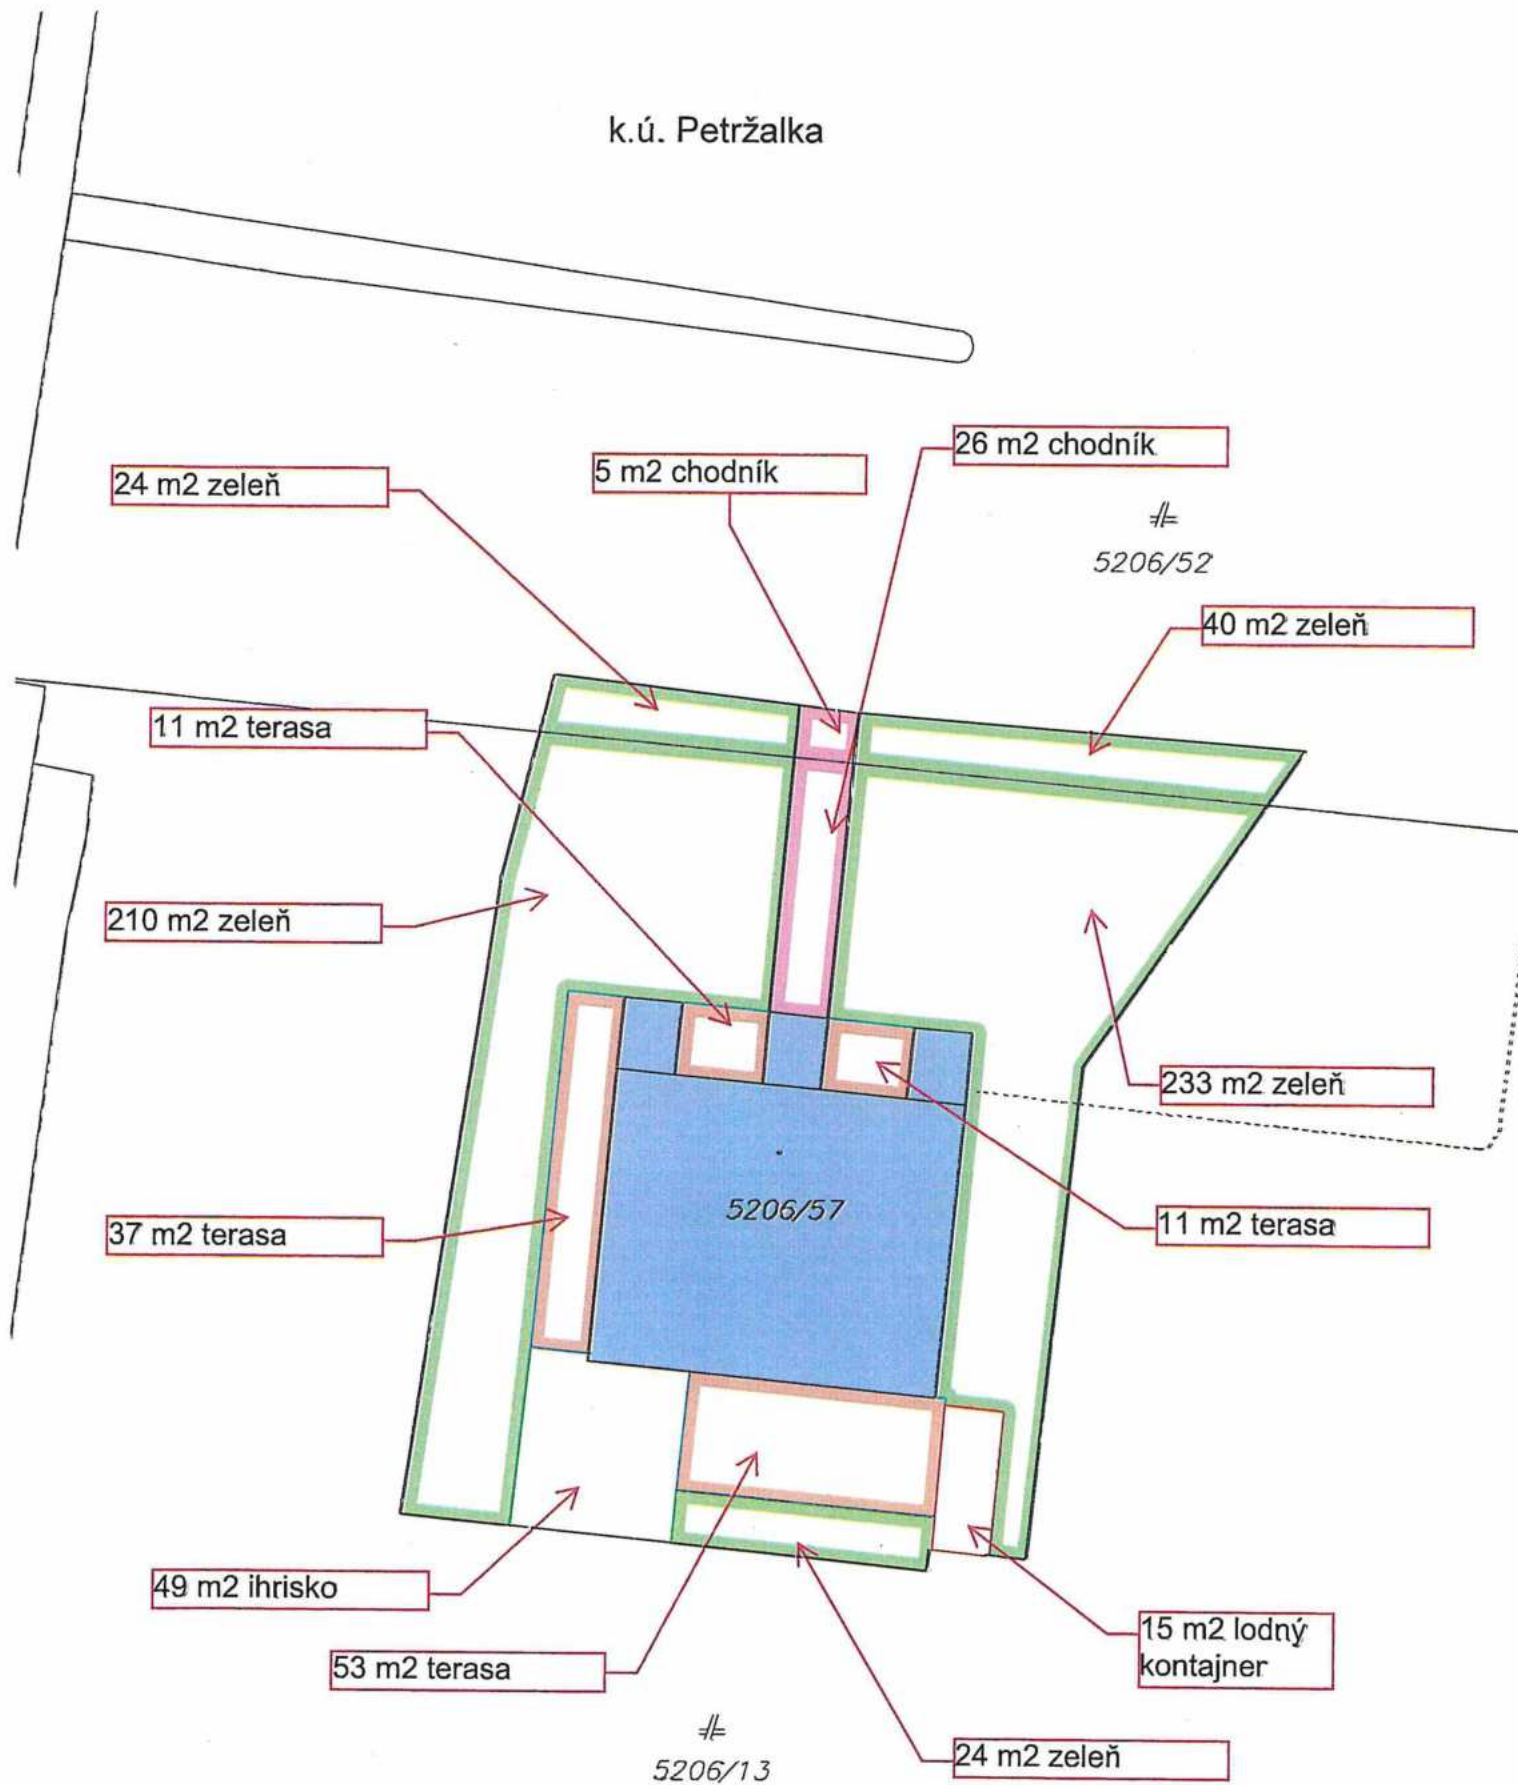 k.ú. Petržalka
26 m2 chodník
5 m2 chodník
24 m2 zeleň
5206/52
40 m2 zeleň
11 m2 terasa
210 m2 zeleň
233 m2 zeleň
5206/57
11 m2 terasa
37 m2 terasa
49 m2 ihrisko
15 m2 lodný
kontajner
53 m2 terasa
24 m2 zeleň
5206/13